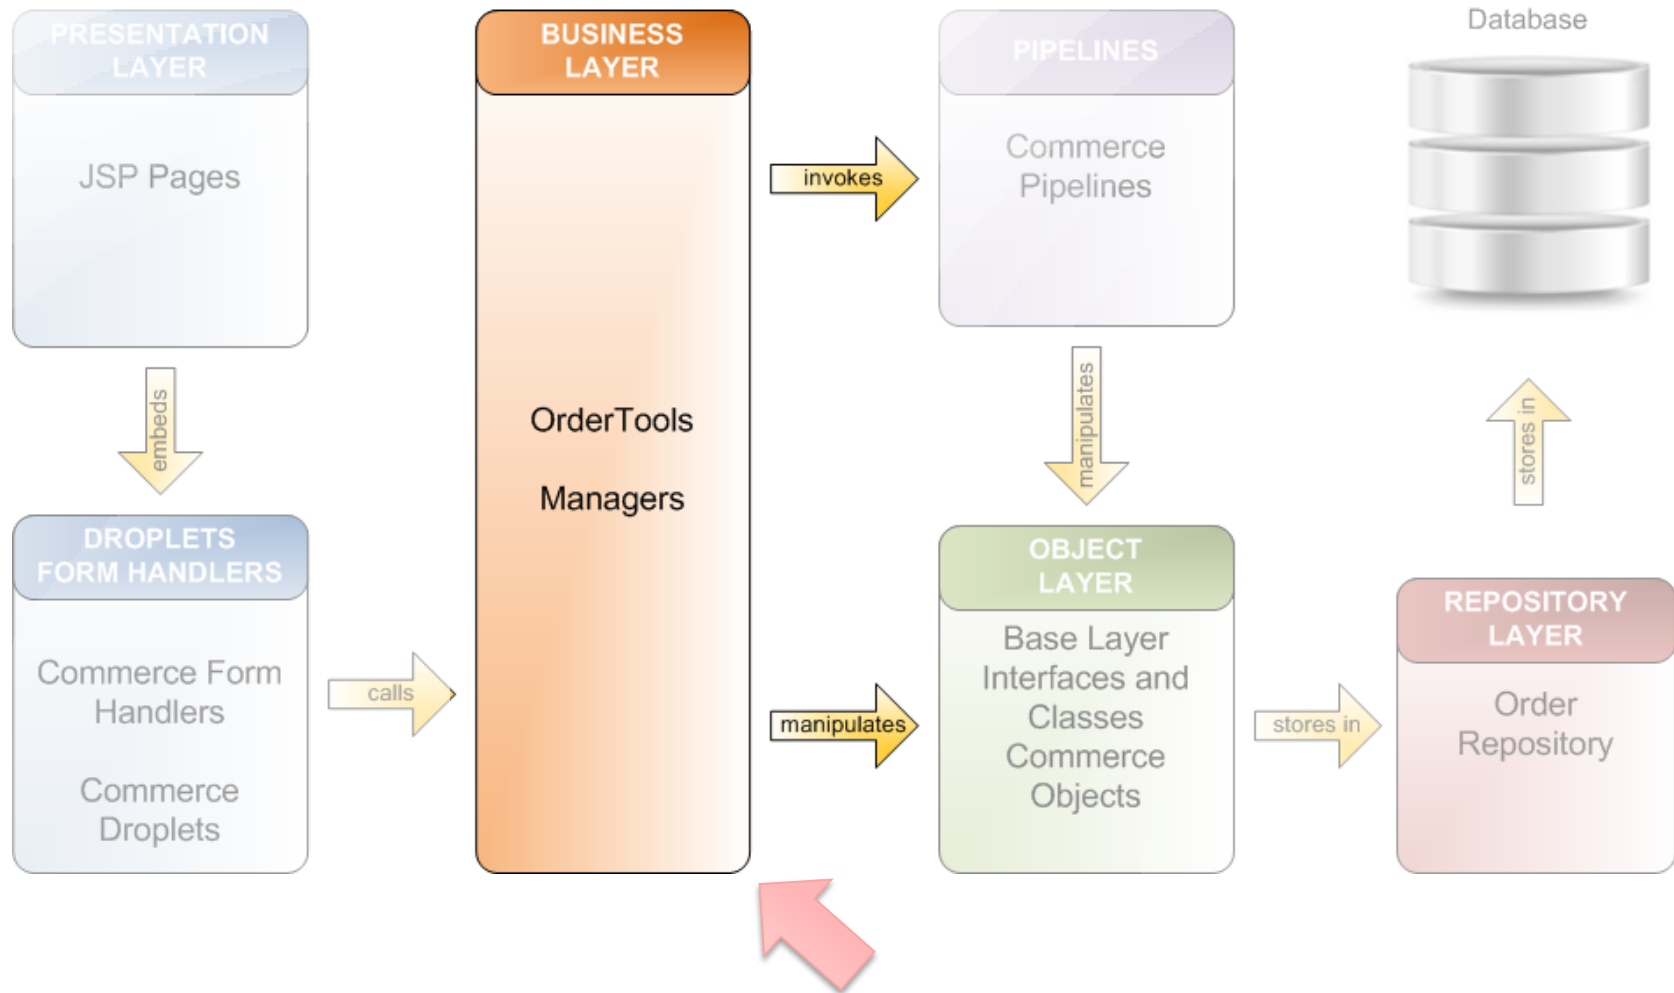 PRESENTATION
LAYER
JSP Pages
embeds
DROPLETS
FORM HANDLERS
Commerce Form
Handlers
Commerce
Droplets
calls
BUSINESS
LAYER
OrderTools
Managers
invokes
manipulates
PIPELINES
Commerce
Pipelines
manipulates
OBJECT
LAYER
Base Layer
Interfaces and
Classes
Commerce
Objects
stores in
REPOSITORY
LAYER
Order
Repository
stores in
Database